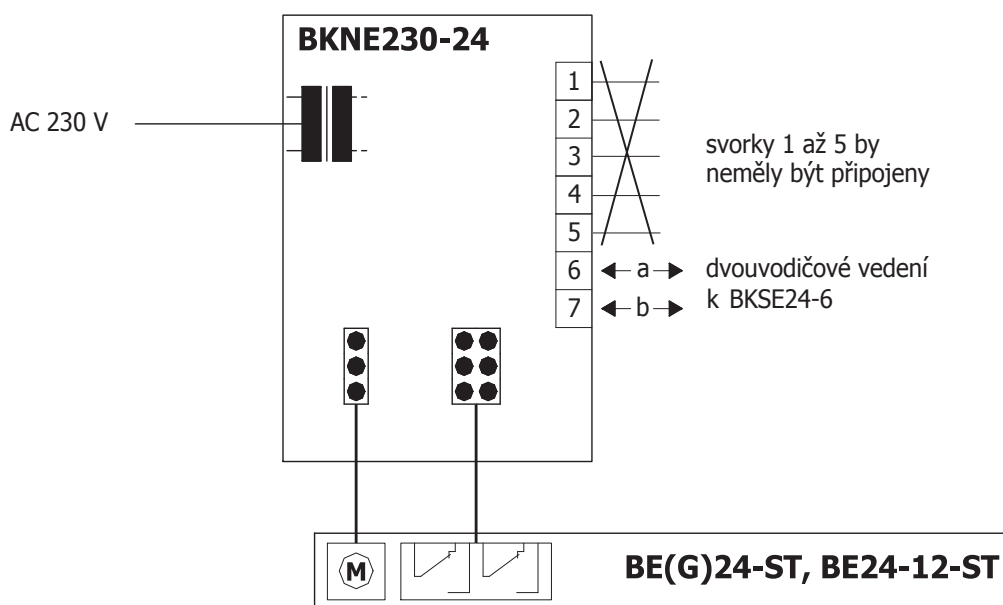 BKNE230-24
AC 230 V
1
2
3
4
5
6
7
svorky 1 až 5 by
neměly být připojeny
a
b
dvouvodičové vedení
k BKSE24-6
M
BE(G)24-ST, BE24-12-ST